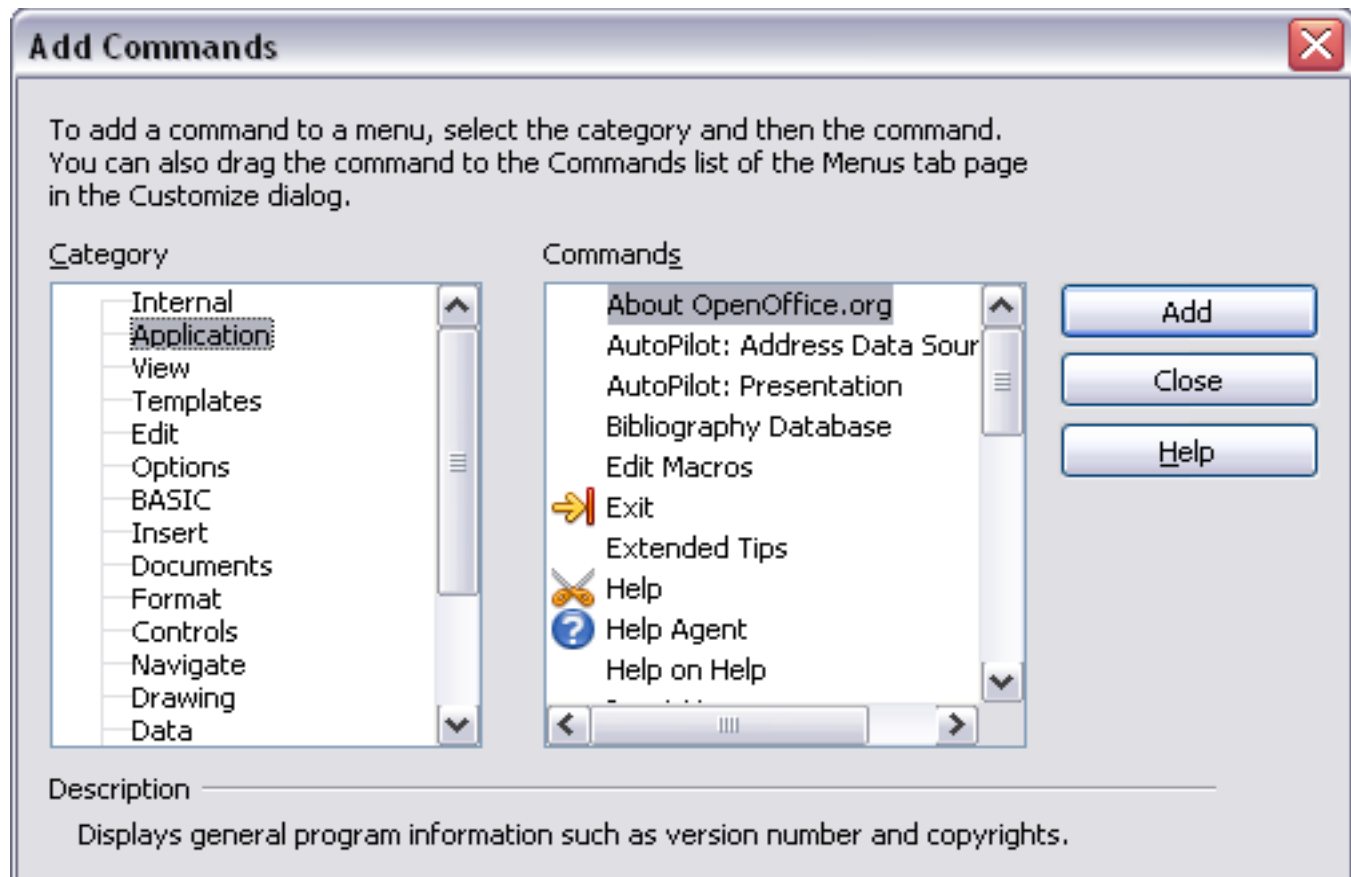 Add Commands
To add a command to a menu, select the category and then the command.
You can also drag the command to the Commands list of the Menus tab page
in the Customize dialog.
Category
Internal
Application
View
Templates
Edit
Options
BASIC
Insert
Documents
Format
Controls
Navigate
Drawing
Data
Commands
About OpenOffice.org
AutoPilot: Address Data Sour
AutoPilot: Presentation
Bibliography Database
Edit Macros
Exit
Extended Tips
Help
Help Agent
Help on Help
Add
Close
Help
Description
Displays general program information such as version number and copyrights.